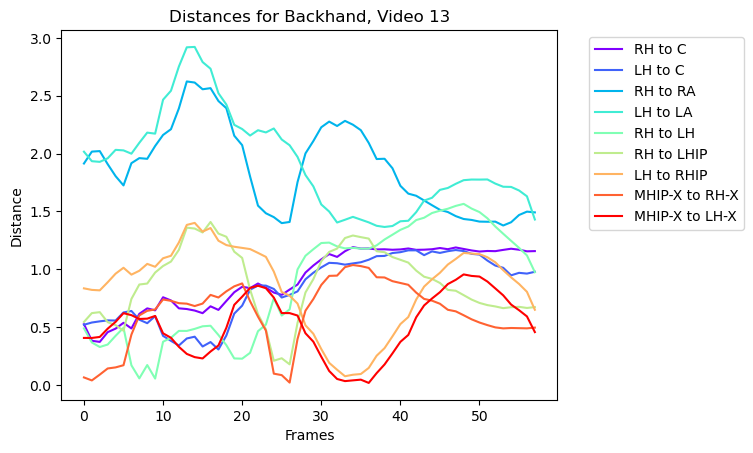 Distances for Backhand, Video 13
3.0
2.5
2.0
1.5
1.0
0.5
0.0
Distance
0 10 20 30 40 50
Frames
RH to C
LH to C
RH to RA
LH to LA
RH to LH
RH to LHIP
LH to RHIP
MHIP-X to RH-X
MHIP-X to LH-X